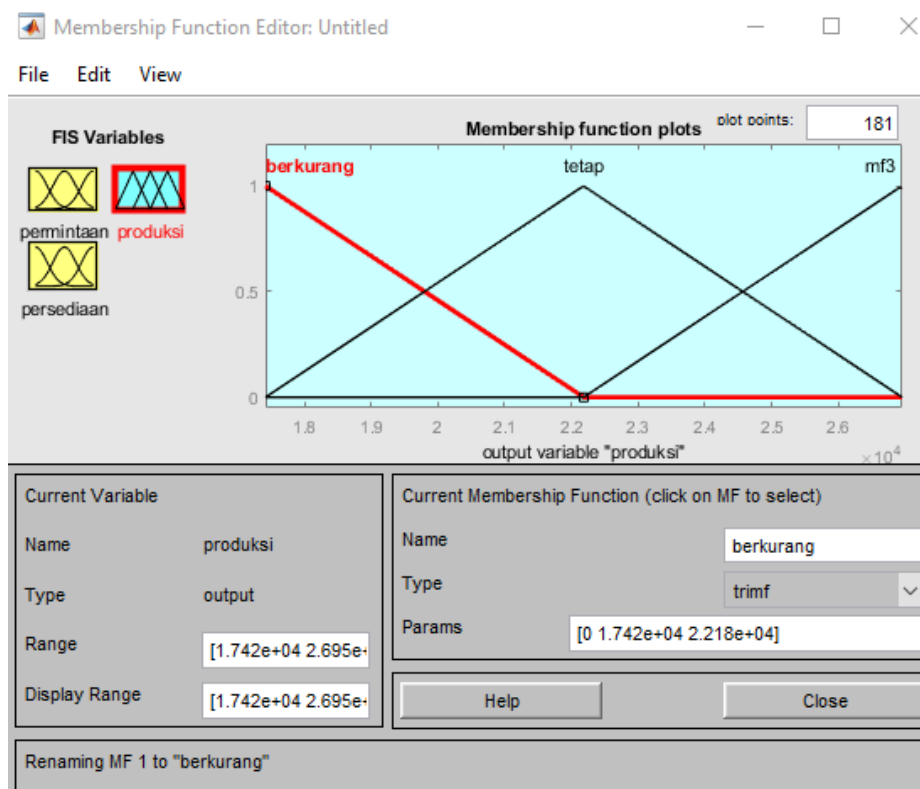 Membership Function Editor: Untitled
File Edit View
FIS Variables
Membership function plots
plot points:
181
permintaan
produksi
persediaan
berkurang
tetap
mf3
1
0.5
0
1.8 1.9 2 2.1 2.2 2.3 2.4 2.5 2.6
output variable "produksi"
×10⁴
Current Variable
Name produksi
Type output
Range [1.742e+04 2.695e+
Display Range [1.742e+04 2.695e+
Current Membership Function (click on MF to select)
Name berkurang
Type trimf
Params [0 1.742e+04 2.218e+04]
Help Close
Renaming MF 1 to "berkurang"